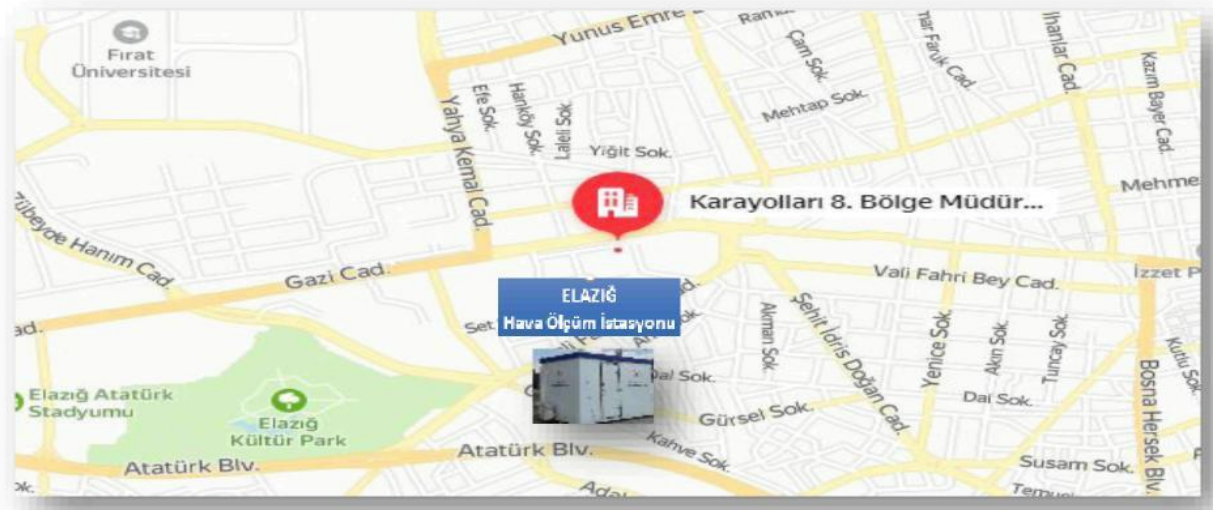 Yunus Emre
Fırat
Üniversitesi
Çam Sok.
Mehtap Sok.
Efe Sok.
Hanköy Sok.
Laleli Sok
Yiğit Sok.
Yahya Kemal Cad.
Kazım Bayer Cad.
Karayolları 8. Bölge Müdür...
Mehme
Zübeyde Hanım Cad.
Gazi Cad.
Vali Fahri Bey Cad.
İzzet P
ELAZIĞ
Hava Ölçüm İstasyonu
Set
Akman Sok
Şehit İdris Doğan Cad.
Yenice Sok.
Akın Sok.
Tuncay Sok.
Kutlu Sok.
Bosna Hersek Blv.
Elazığ Atatürk
Stadyumu
Elazığ
Kültür Park
Gürsel Sok.
Dai Sok.
Atatürk Blv.
Atatürk Blv.
Kahve Sok.
Susam Sok.